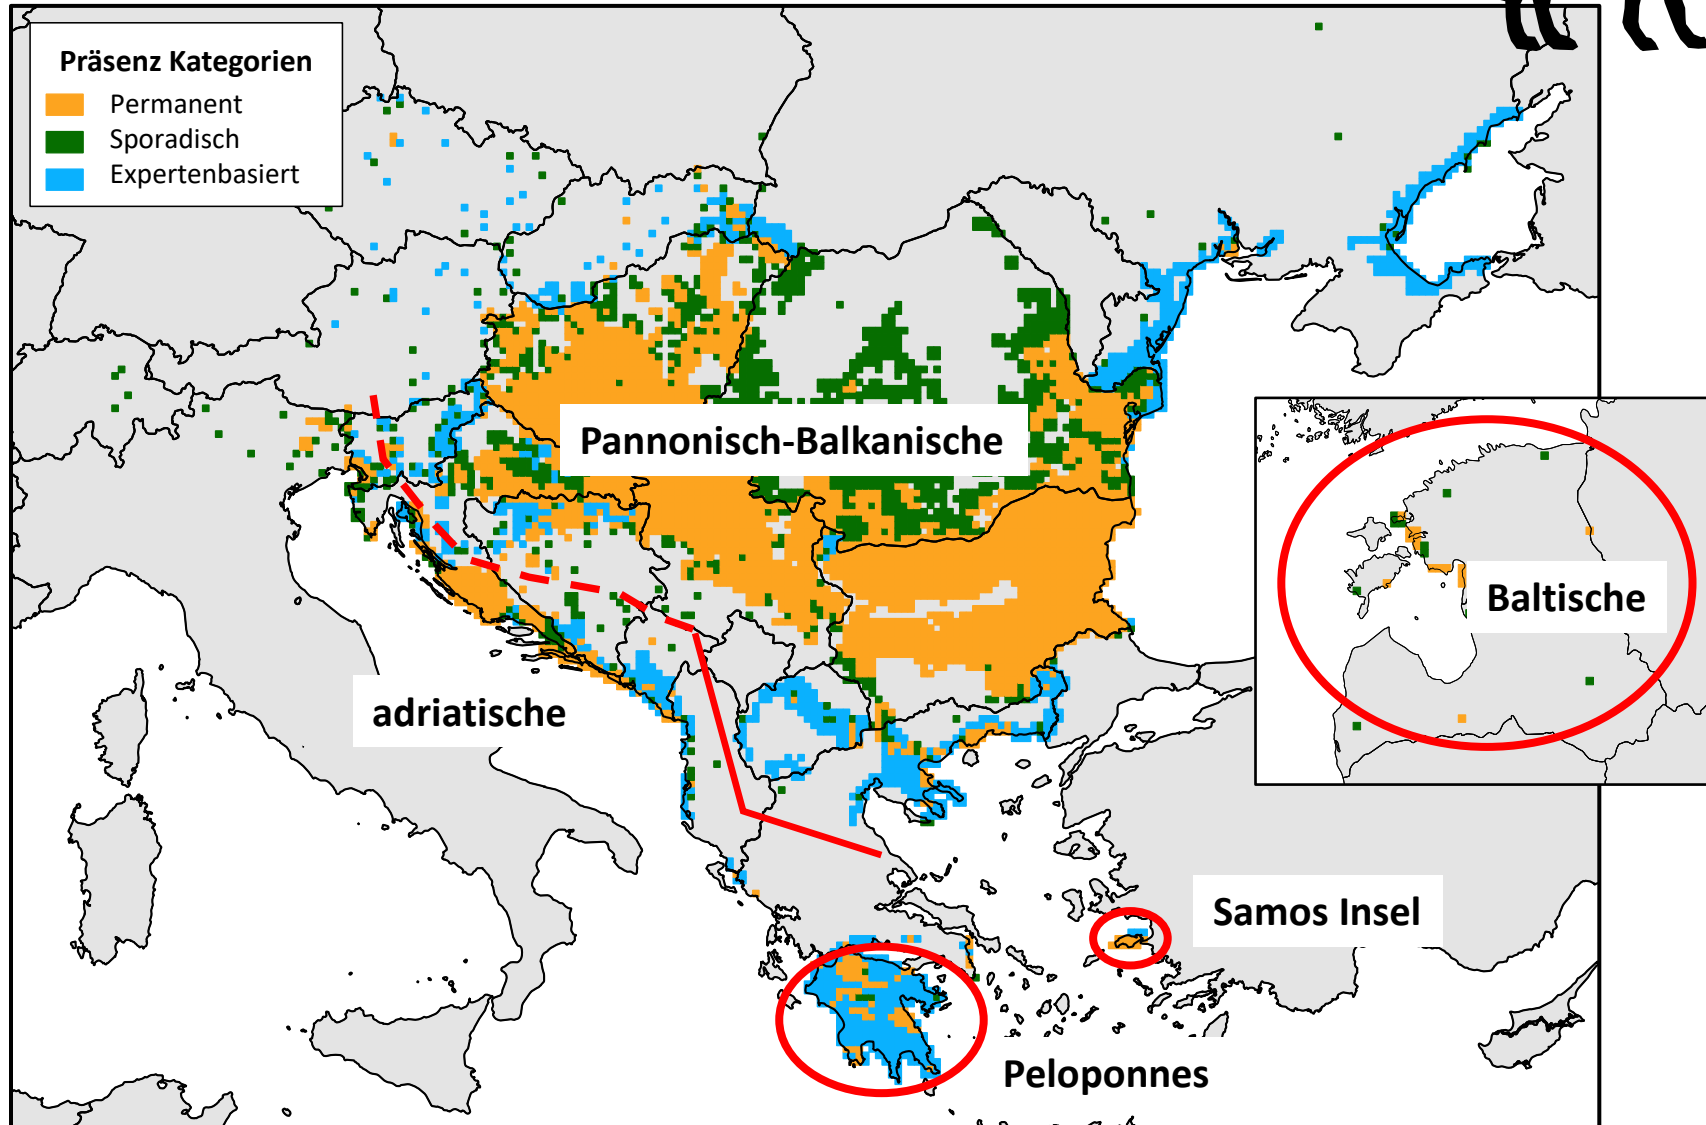 Präsenz Kategorien
Permanent
Sporadisch
Expertenbasiert
Pannonisch-Balkanische
Baltische
adriatische
Samos Insel
Peloponnes